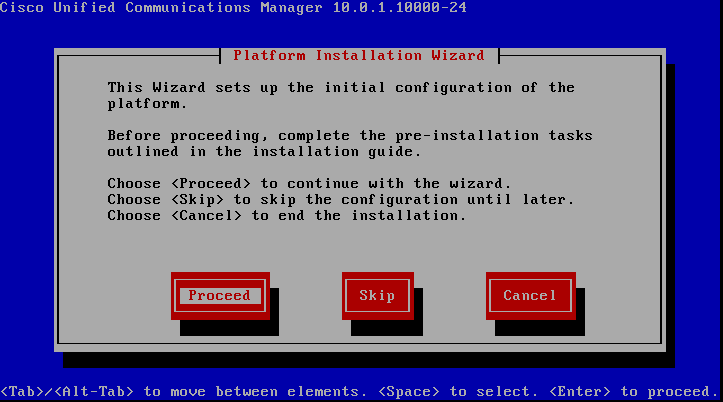 Cisco Unified Communications Manager 10.0.1.10000-24
Platform Installation Wizard
This Wizard sets up the initial configuration of the
platform.
Before proceeding, complete the pre-installation tasks
outlined in the installation guide.
Choose <Proceed> to continue with the wizard.
Choose <Skip> to skip the configuration until later.
Choose <Cancel> to end the installation.
Proceed Skip Cancel
<Tab>/<Alt-Tab> to move between elements. <Space> to select. <Enter> to proceed.